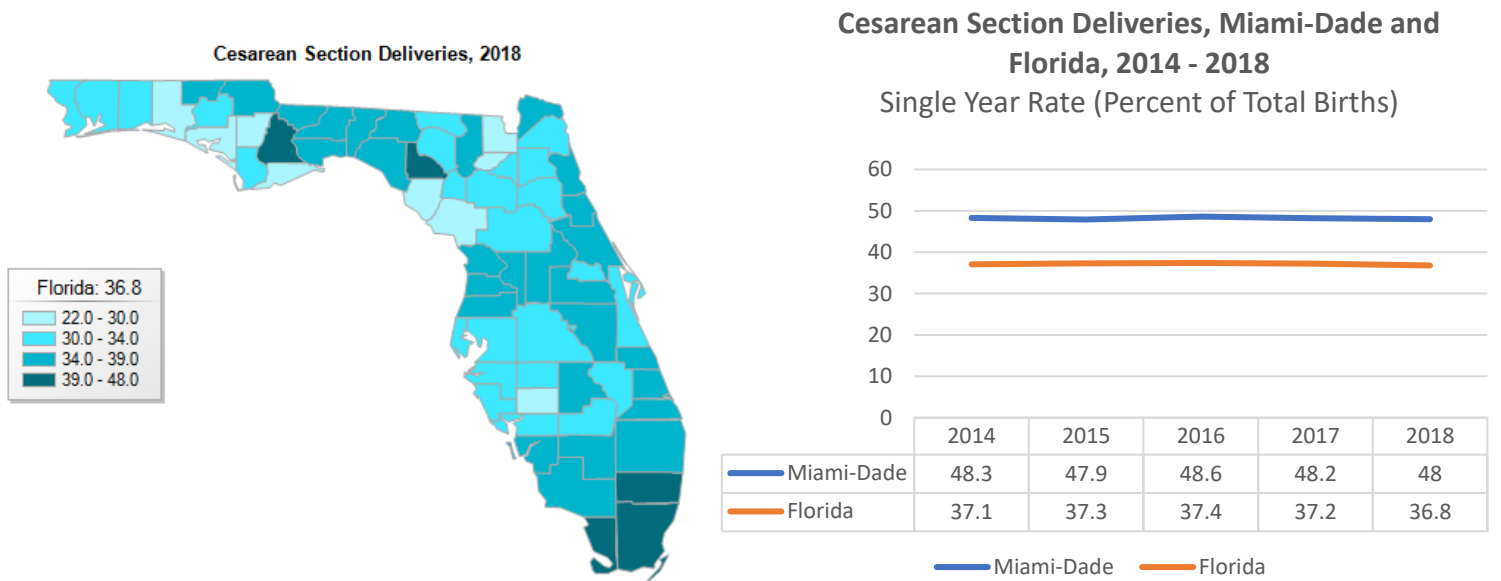 Cesarean Section Deliveries, 2018
Florida: 36.8
22.0 - 30.0
30.0 - 34.0
34.0 - 39.0
39.0 - 48.0
Cesarean Section Deliveries, Miami-Dade and
Florida, 2014 - 2018
Single Year Rate (Percent of Total Births)
60
50
40
30
20
10
0
2014 2015 2016 2017 2018
Miami-Dade 48.3 47.9 48.6 48.2 48
Florida 37.1 37.3 37.4 37.2 36.8
Miami-Dade Florida